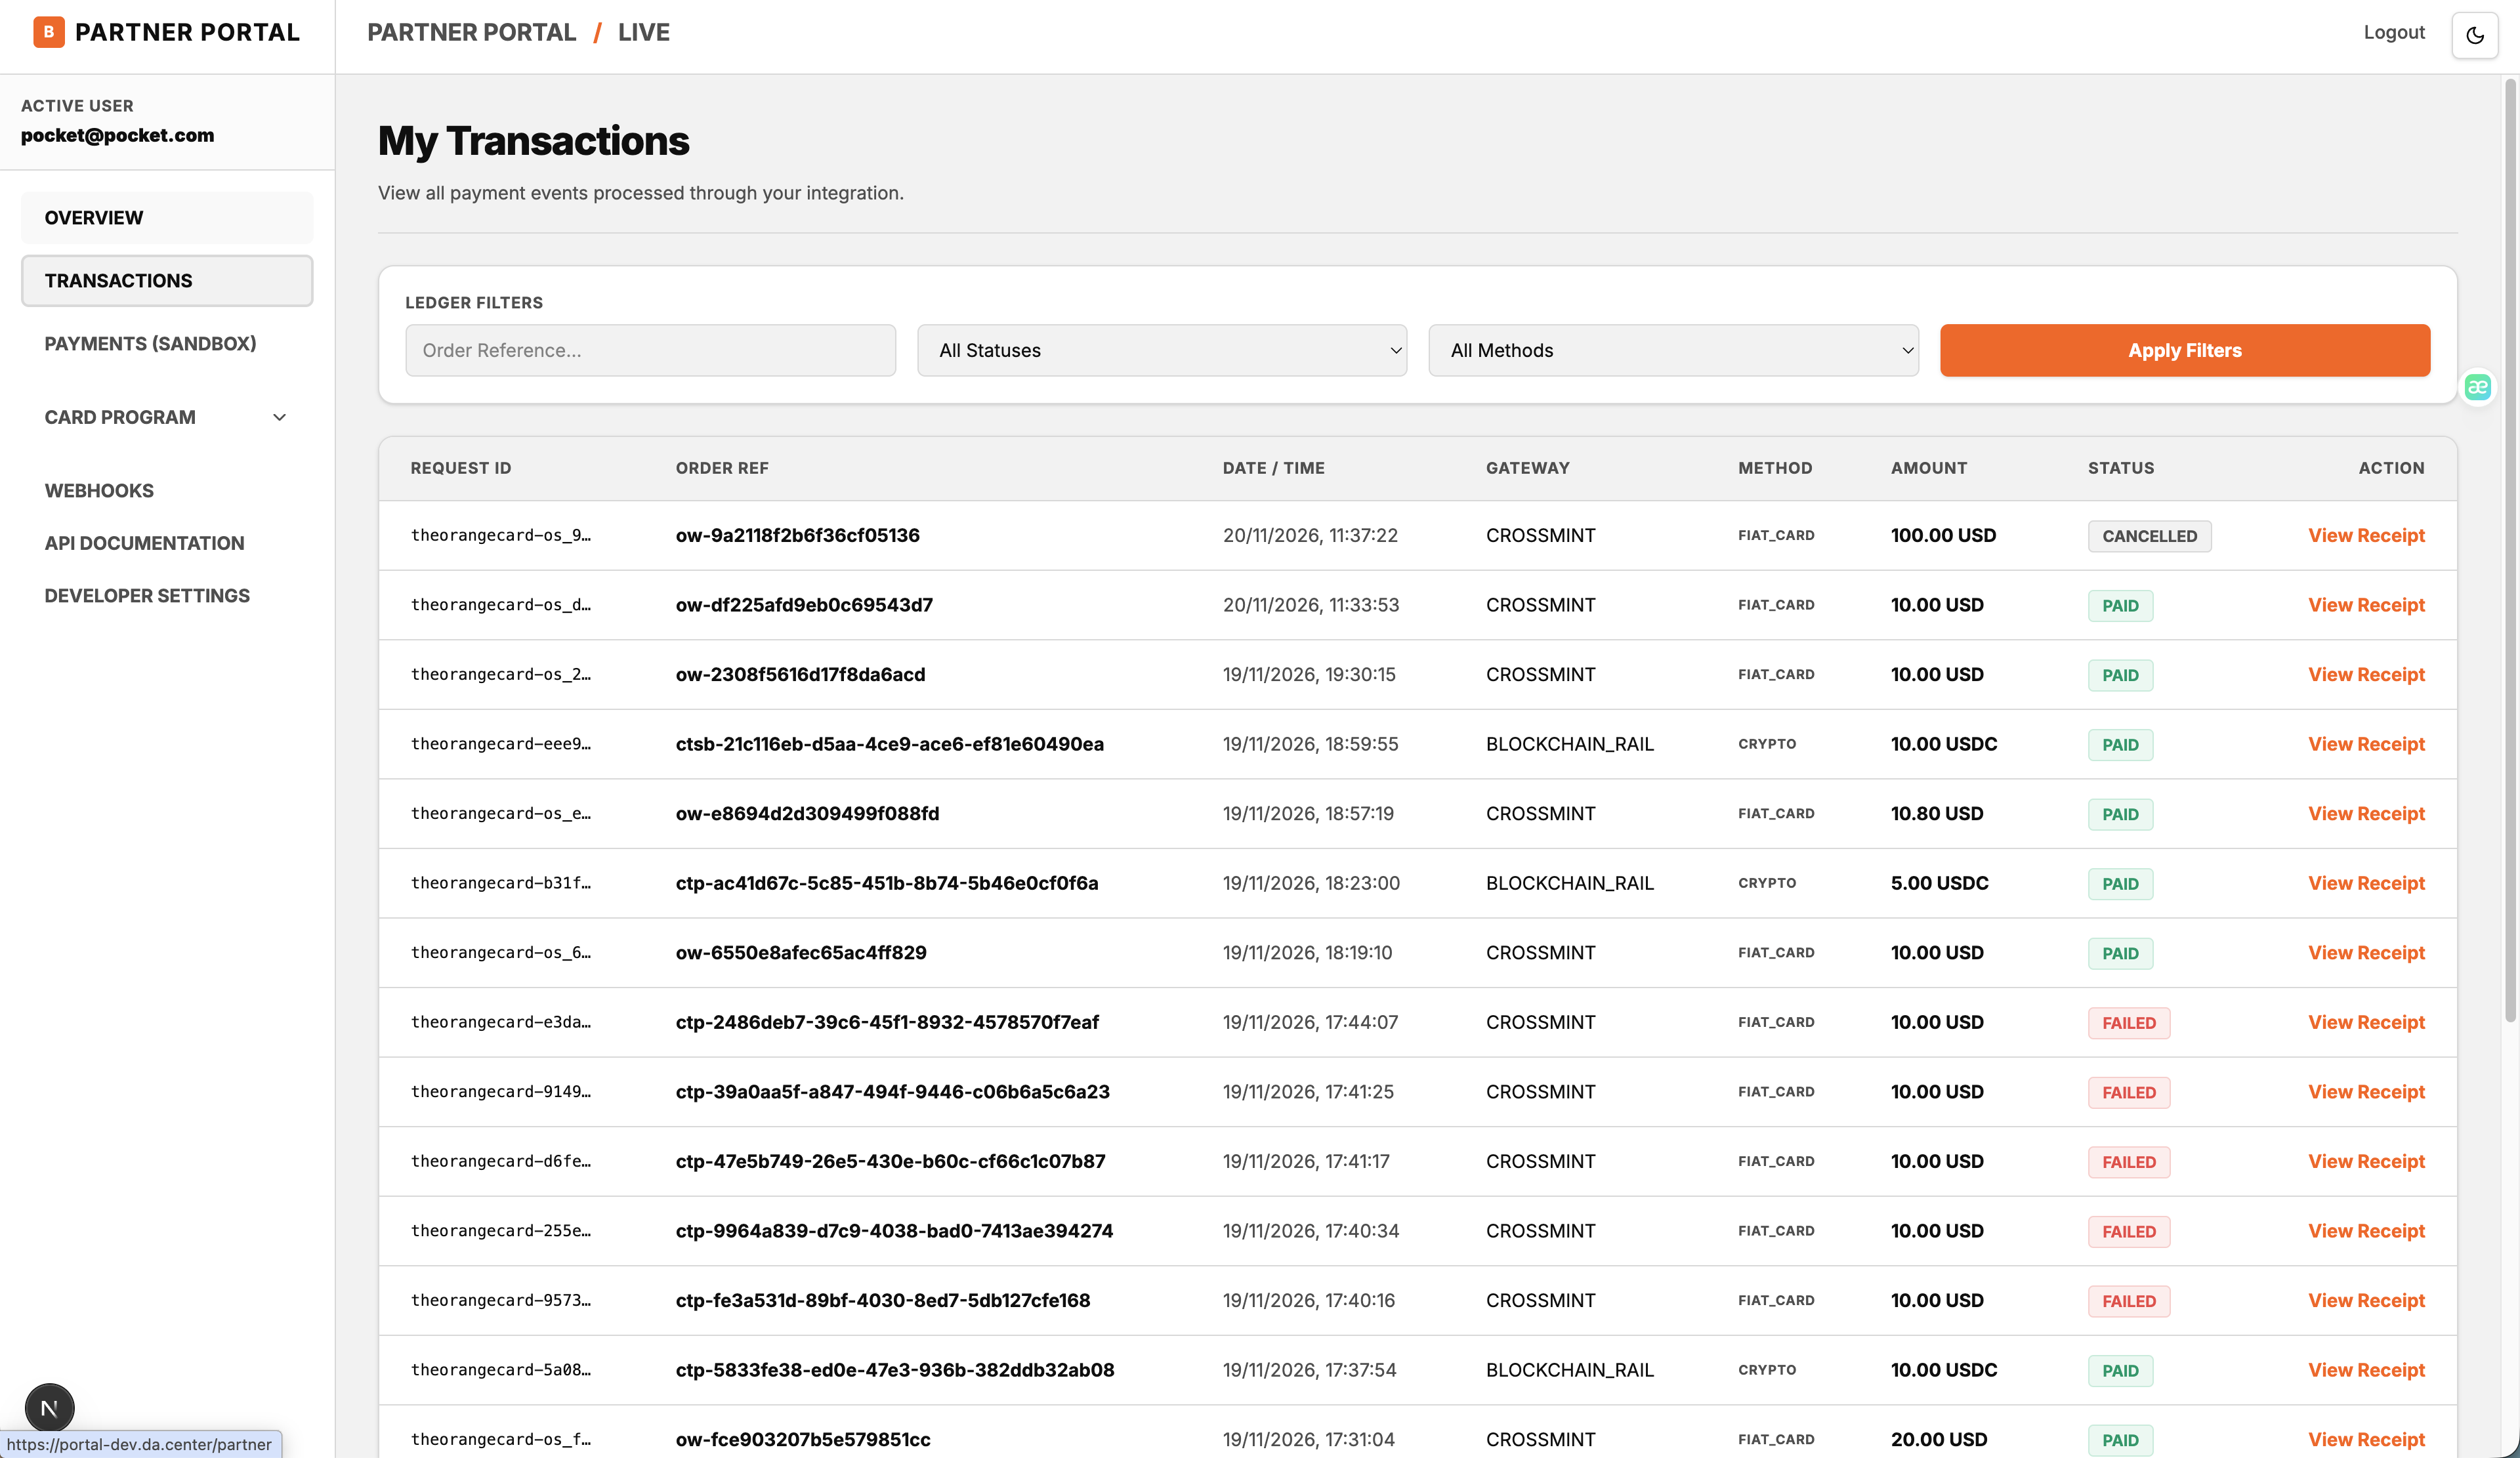 B PARTNER PORTAL
PARTNER PORTAL / LIVE
Logout
ACTIVE USER
pocket@pocket.com
OVERVIEW
TRANSACTIONS
PAYMENTS (SANDBOX)
CARD PROGRAM
WEBHOOKS
API DOCUMENTATION
DEVELOPER SETTINGS
My Transactions
View all payment events processed through your integration.
LEDGER FILTERS
Order Reference... All Statuses All Methods Apply Filters
æ
REQUEST ID ORDER REF DATE / TIME GATEWAY METHOD AMOUNT STATUS ACTION
theorangecard-os_9… ow-9a2118f2b6f36cf05136 20/11/2026, 11:37:22 CROSSMINT FIAT_CARD 100.00 USD CANCELLED View Receipt
theorangecard-os_d… ow-df225afd9eb0c69543d7 20/11/2026, 11:33:53 CROSSMINT FIAT_CARD 10.00 USD PAID View Receipt
theorangecard-os_2… ow-2308f5616d17f8da6acd 19/11/2026, 19:30:15 CROSSMINT FIAT_CARD 10.00 USD PAID View Receipt
theorangecard-eee9… ctsb-21c116eb-d5aa-4ce9-ace6-ef81e60490ea 19/11/2026, 18:59:55 BLOCKCHAIN_RAIL CRYPTO 10.00 USDC PAID View Receipt
theorangecard-os_e… ow-e8694d2d309499f088fd 19/11/2026, 18:57:19 CROSSMINT FIAT_CARD 10.80 USD PAID View Receipt
theorangecard-b31f… ctp-ac41d67c-5c85-451b-8b74-5b46e0cf0f6a 19/11/2026, 18:23:00 BLOCKCHAIN_RAIL CRYPTO 5.00 USDC PAID View Receipt
theorangecard-os_6… ow-6550e8afec65ac4ff829 19/11/2026, 18:19:10 CROSSMINT FIAT_CARD 10.00 USD PAID View Receipt
theorangecard-e3da… ctp-2486deb7-39c6-45f1-8932-4578570f7eaf 19/11/2026, 17:44:07 CROSSMINT FIAT_CARD 10.00 USD FAILED View Receipt
theorangecard-9149… ctp-39a0aa5f-a847-494f-9446-c06b6a5c6a23 19/11/2026, 17:41:25 CROSSMINT FIAT_CARD 10.00 USD FAILED View Receipt
theorangecard-d6fe… ctp-47e5b749-26e5-430e-b60c-cf66c1c07b87 19/11/2026, 17:41:17 CROSSMINT FIAT_CARD 10.00 USD FAILED View Receipt
theorangecard-255e… ctp-9964a839-d7c9-4038-bad0-7413ae394274 19/11/2026, 17:40:34 CROSSMINT FIAT_CARD 10.00 USD FAILED View Receipt
theorangecard-9573… ctp-fe3a531d-89bf-4030-8ed7-5db127cfe168 19/11/2026, 17:40:16 CROSSMINT FIAT_CARD 10.00 USD FAILED View Receipt
theorangecard-5a08… ctp-5833fe38-ed0e-47e3-936b-382ddb32ab08 19/11/2026, 17:37:54 BLOCKCHAIN_RAIL CRYPTO 10.00 USDC PAID View Receipt
theorangecard-os_f… ow-fce903207b5e579851cc 19/11/2026, 17:31:04 CROSSMINT FIAT_CARD 20.00 USD PAID View Receipt
N
https://portal-dev.da.center/partner